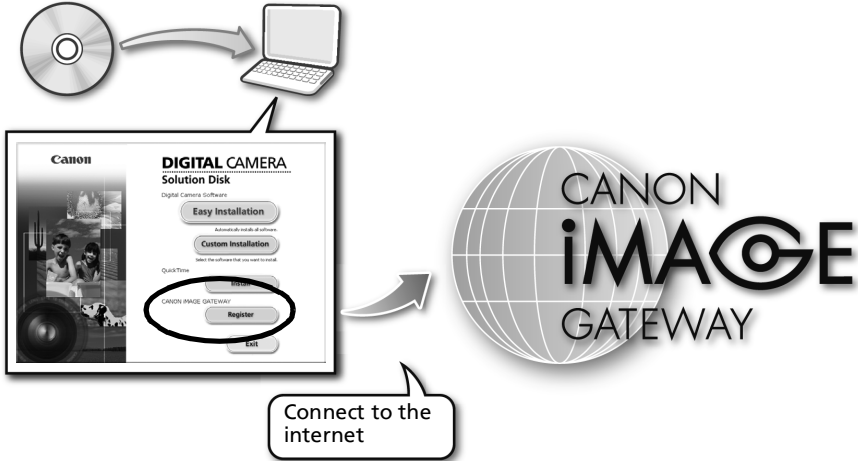 Canon
DIGITAL CAMERA
Solution Disk
Digital Camera Software
Easy Installation
Automatically installs all software.
Custom Installation
Select the software that you want to install.
QuickTime
Install
CANON iMAGE GATEWAY
Register
Exit
CANON
iMAGE
GATEWAY
Connect to the
internet